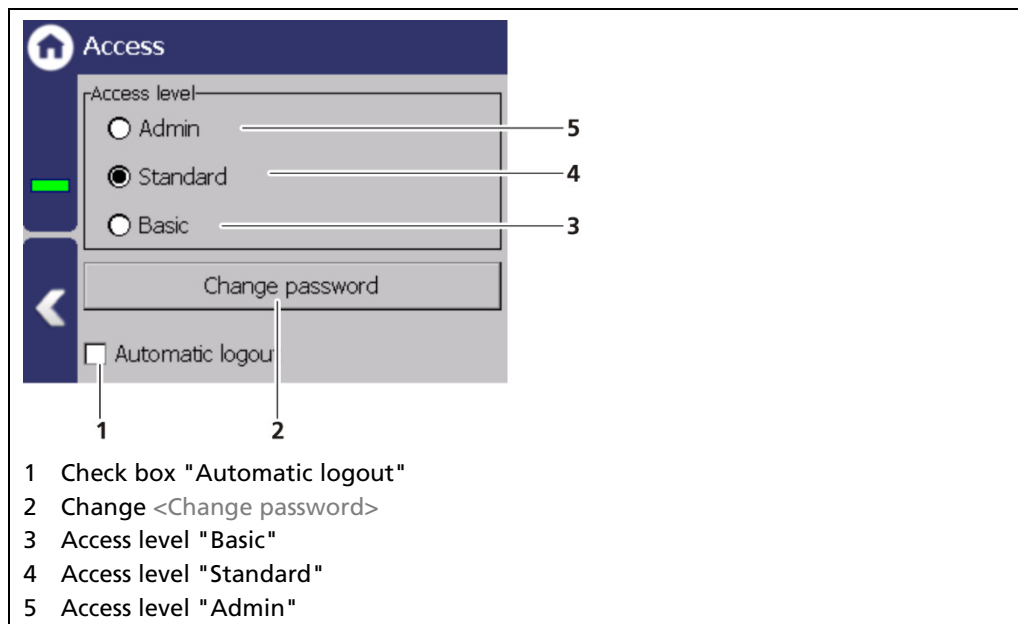 Access
Access level
Admin
5
Standard
4
Basic
3
Change password
Automatic logout
1 2
1 Check box "Automatic logout"
2 Change <Change password>
3 Access level "Basic"
4 Access level "Standard"
5 Access level "Admin"